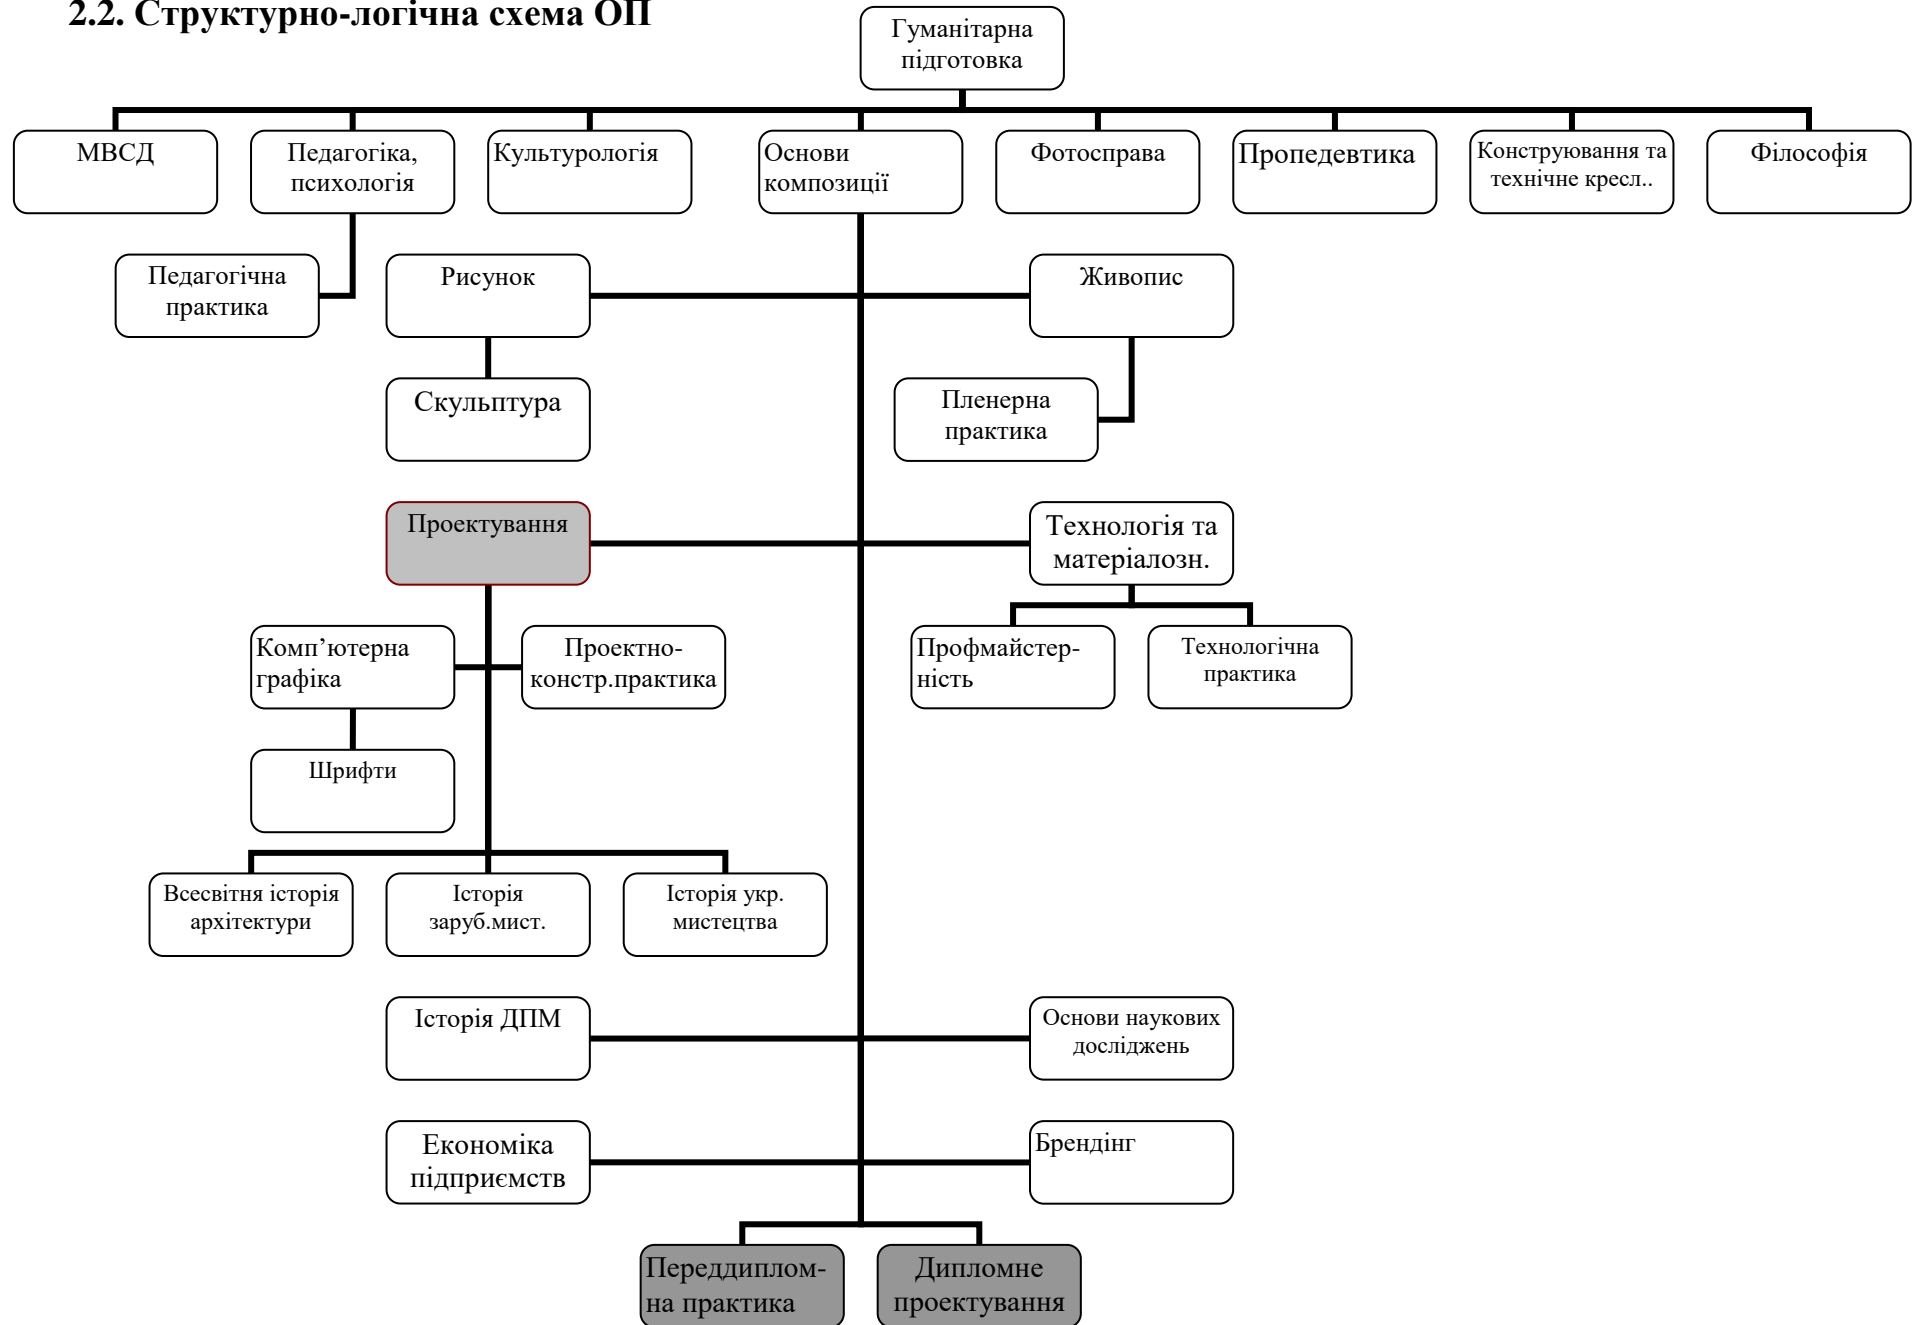 2.2. Структурно-логічна схема ОП
Гуманітарна
підготовка
МВСД
Педагогіка,
психологія
Культурологія
Основи
композиції
Фотосправа
Пропедевтика
Конструювання та
технічне кресл..
Філософія
Педагогічна
практика
Рисунок
Живопис
Скульптура
Пленерна
практика
Проектування
Технологія та
матеріалозн.
Комп’ютерна
графіка
Проектно-
констр.практика
Профмайстер-
ність
Технологічна
практика
Шрифти
Всесвітня історія
архітектури
Історія
заруб.мист.
Історія укр.
мистецтва
Історія ДПМ
Основи наукових
досліджень
Економіка
підприємств
Брендінг
Переддиплом-
на практика
Дипломне
проектування